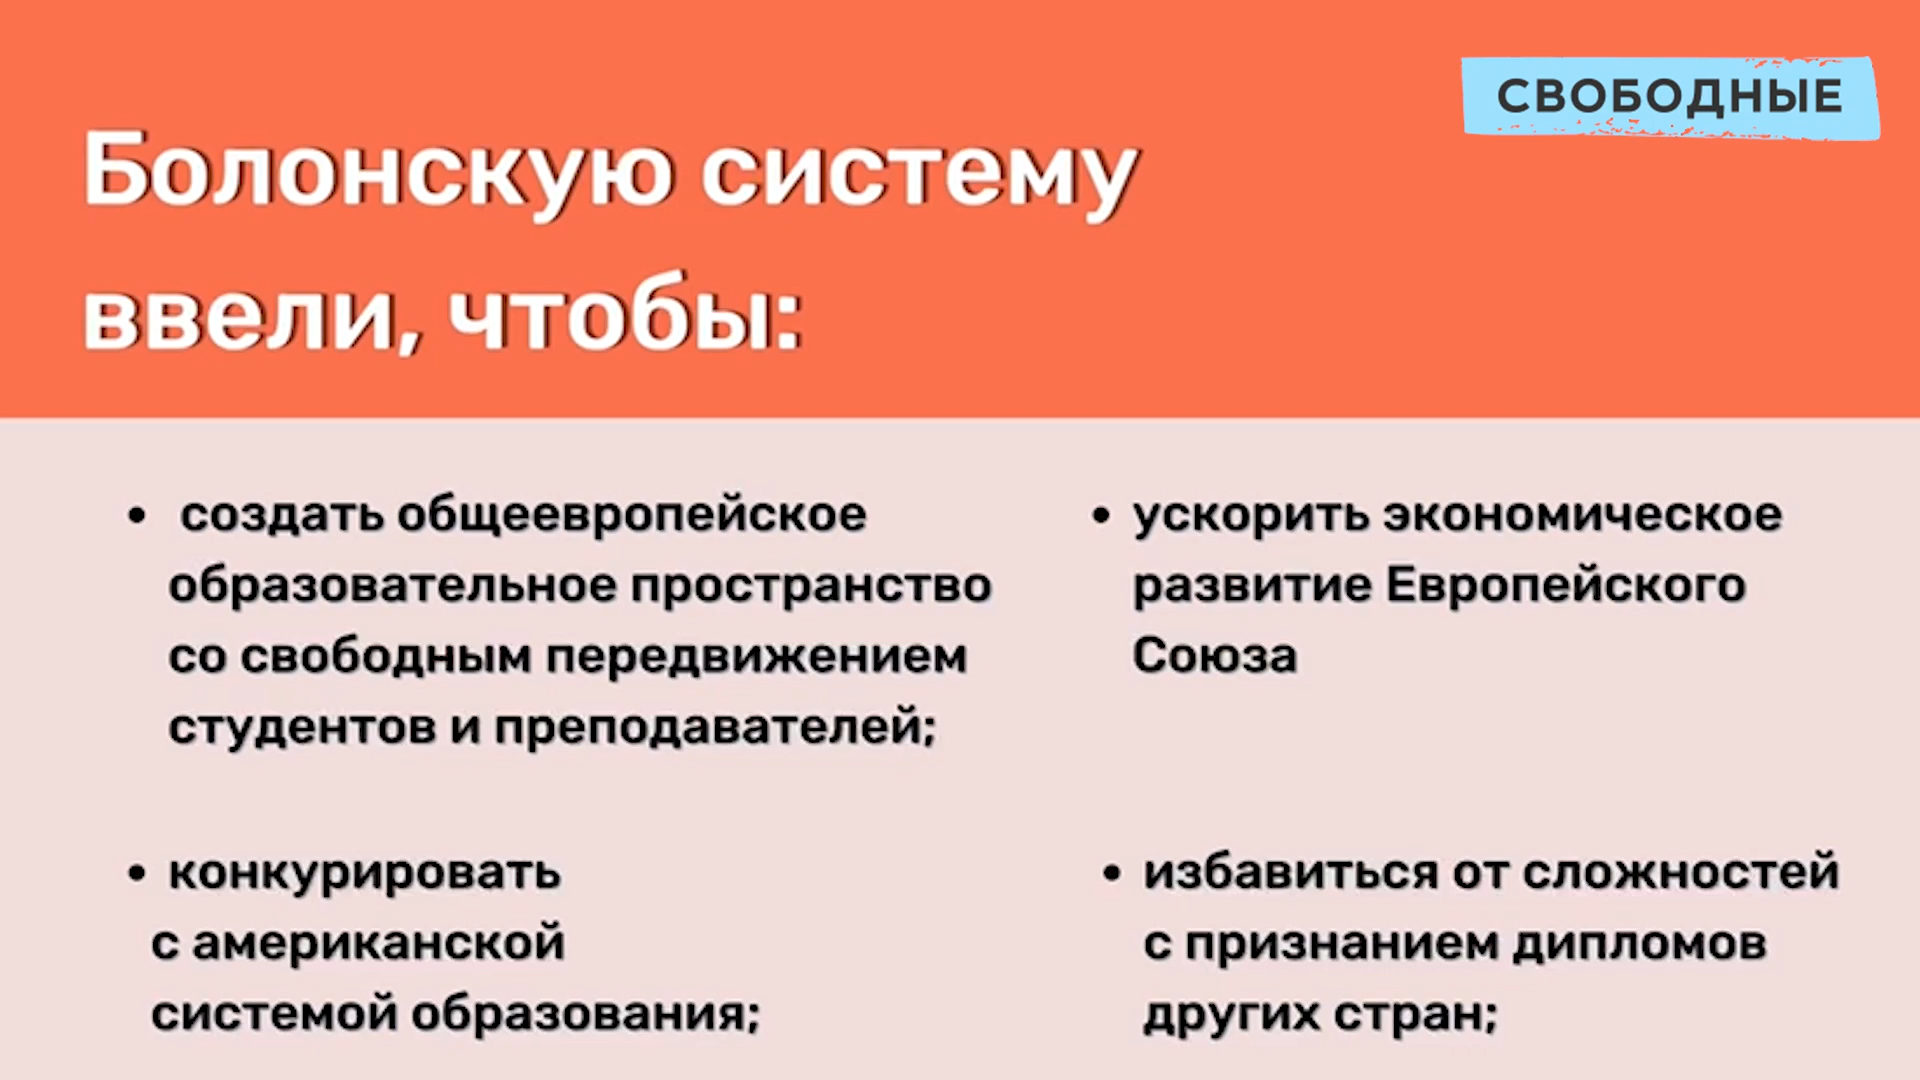 СВОБОДНЫЕ
Болонскую систему
ввели, чтобы:
• создать общеевропейское
образовательное пространство
со свободным передвижением
студентов и преподавателей;
• конкурировать
с американской
системой образования;
• ускорить экономическое
развитие Европейского
Союза
• избавиться от сложностей
с признанием дипломов
других стран;